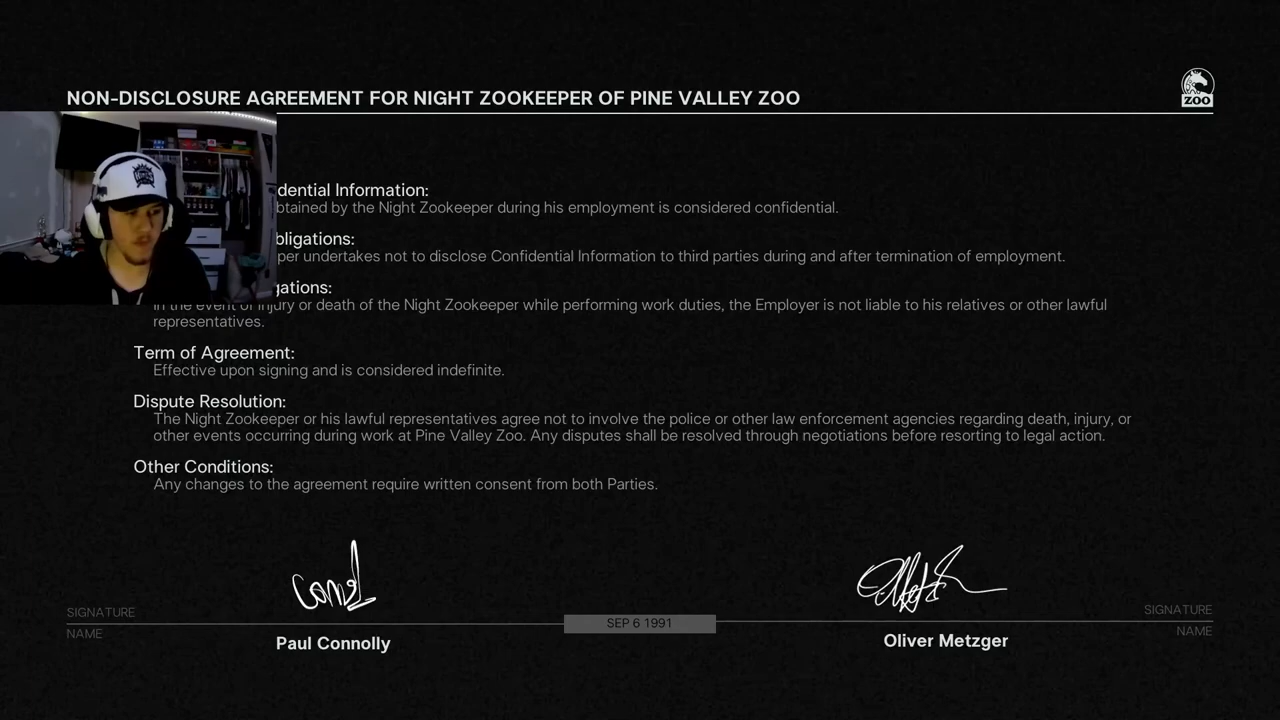 NON-DISCLOSURE AGREEMENT FOR NIGHT ZOOKEEPER OF PINE VALLEY ZOO
ZOO
dential Information:
btained by the Night Zookeeper during his employment is considered confidential.
bligations:
per undertakes not to disclose Confidential Information to third parties during and after termination of employment.
gations:
In the event of injury or death of the Night Zookeeper while performing work duties, the Employer is not liable to his relatives or other lawful
representatives.
Term of Agreement:
Effective upon signing and is considered indefinite.
Dispute Resolution:
The Night Zookeeper or his lawful representatives agree not to involve the police or other law enforcement agencies regarding death, injury, or
other events occurring during work at Pine Valley Zoo. Any disputes shall be resolved through negotiations before resorting to legal action.
Other Conditions:
Any changes to the agreement require written consent from both Parties.
SIGNATURE
SIGNATURE
SEP 6 1991
NAME
NAME
Paul Connolly
Oliver Metzger